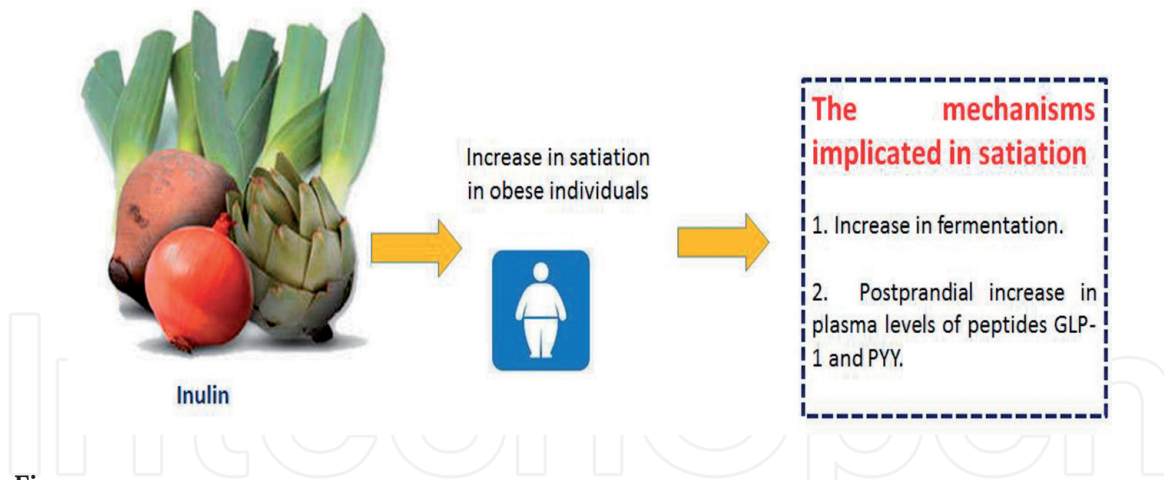 Increase in satiation
in obese individuals
Inulin
The mechanisms
implicated in satiation
1. Increase in fermentation.
2. Postprandial increase in
plasma levels of peptides GLP-
1 and PYY.
IntechOpen